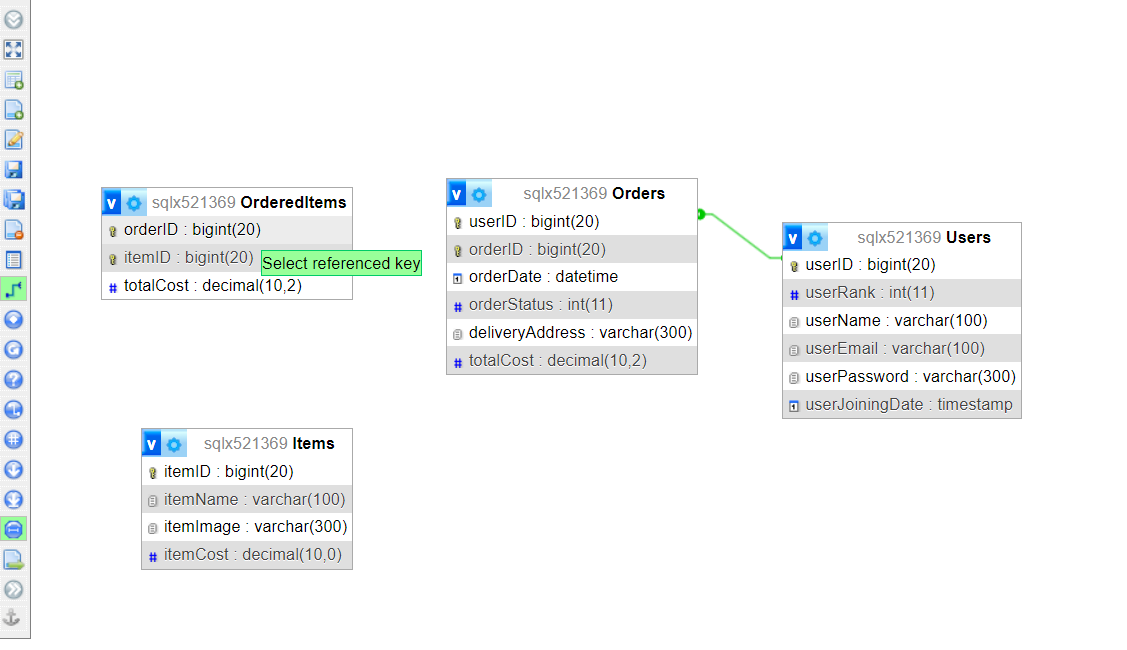 v sqlx521369 OrderedItems
orderID : bigint(20)
itemID : bigint(20)
totalCost : decimal(10,2)
Select referenced key
v sqlx521369 Orders
userID : bigint(20)
orderID : bigint(20)
orderDate : datetime
orderStatus : int(11)
deliveryAddress : varchar(300)
totalCost : decimal(10,2)
v sqlx521369 Users
userID : bigint(20)
userRank : int(11)
userName : varchar(100)
userEmail : varchar(100)
userPassword : varchar(300)
userJoiningDate : timestamp
v sqlx521369 Items
itemID : bigint(20)
itemName : varchar(100)
itemImage : varchar(300)
itemCost : decimal(10,0)